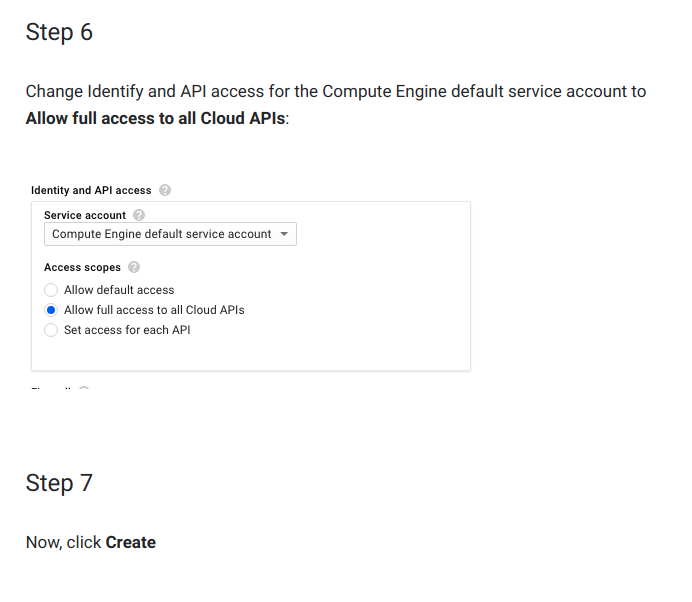 Step 6
Change Identify and API access for the Compute Engine default service account to
Allow full access to all Cloud APIs:
Identity and API access ?
Service account ?
Compute Engine default service account
Access scopes ?
Allow default access
Allow full access to all Cloud APIs
Set access for each API
Step 7
Now, click Create